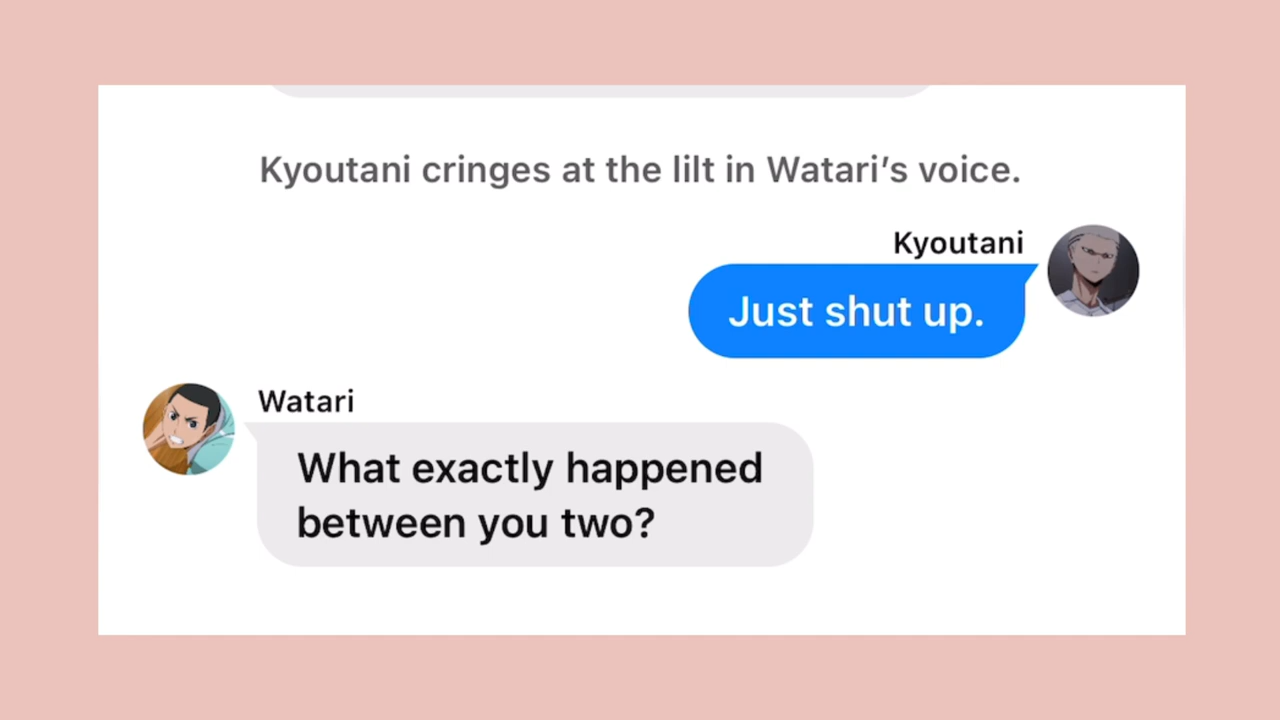 Kyoutani cringes at the lilt in Watari’s voice.
Kyoutani
Just shut up.
Watari
What exactly happened
between you two?